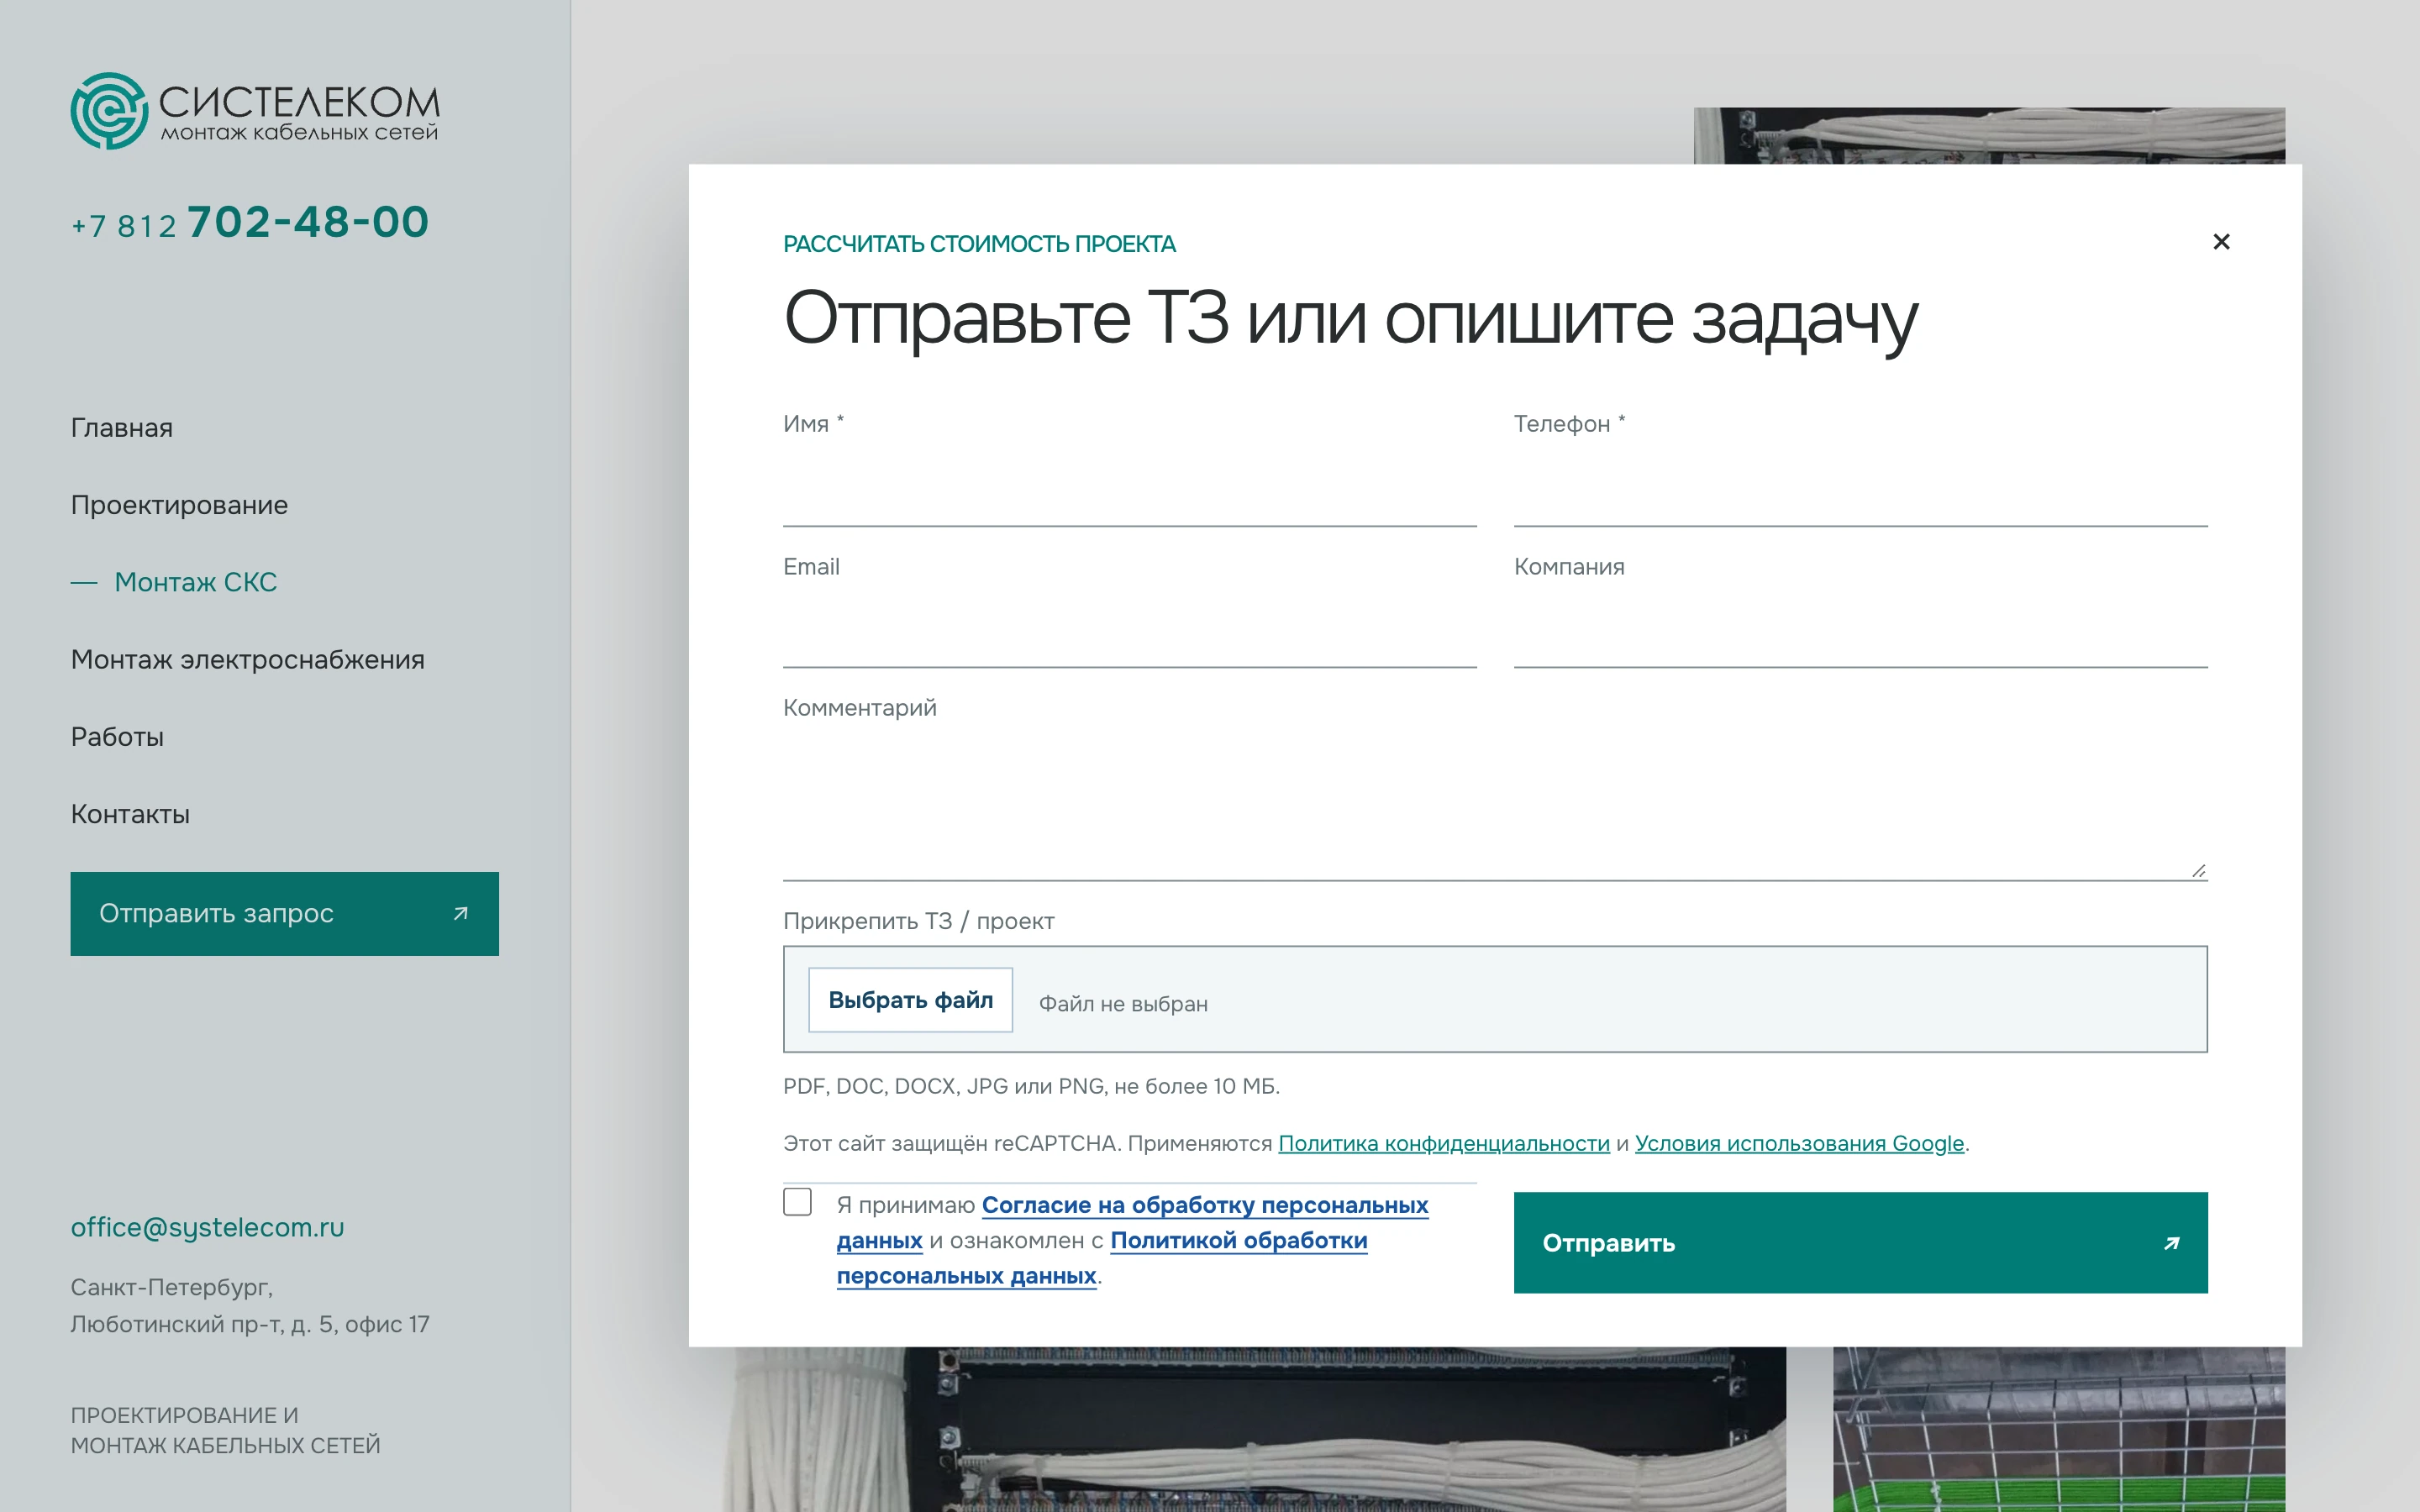 СИСТЕЛЕКОМ
монтаж кабельных сетей
+7 812 702-48-00
Главная
Проектирование
— Монтаж СКС
Монтаж электроснабжения
Работы
Контакты
Отправить запрос
office@systelecom.ru
Санкт-Петербург,
Люботинский пр-т, д. 5, офис 17
ПРОЕКТИРОВАНИЕ И
МОНТАЖ КАБЕЛЬНЫХ СЕТЕЙ
РАССЧИТАТЬ СТОИМОСТЬ ПРОЕКТА
Отправьте ТЗ или опишите задачу
Имя *
Телефон *
Email
Компания
Комментарий
Прикрепить ТЗ / проект
Выбрать файл Файл не выбран
PDF, DOC, DOCX, JPG или PNG, не более 10 МБ.
Этот сайт защищён reCAPTCHA. Применяются Политика конфиденциальности и Условия использования Google.
Я принимаю Согласие на обработку персональных
данных и ознакомлен с Политикой обработки
персональных данных.
Отправить